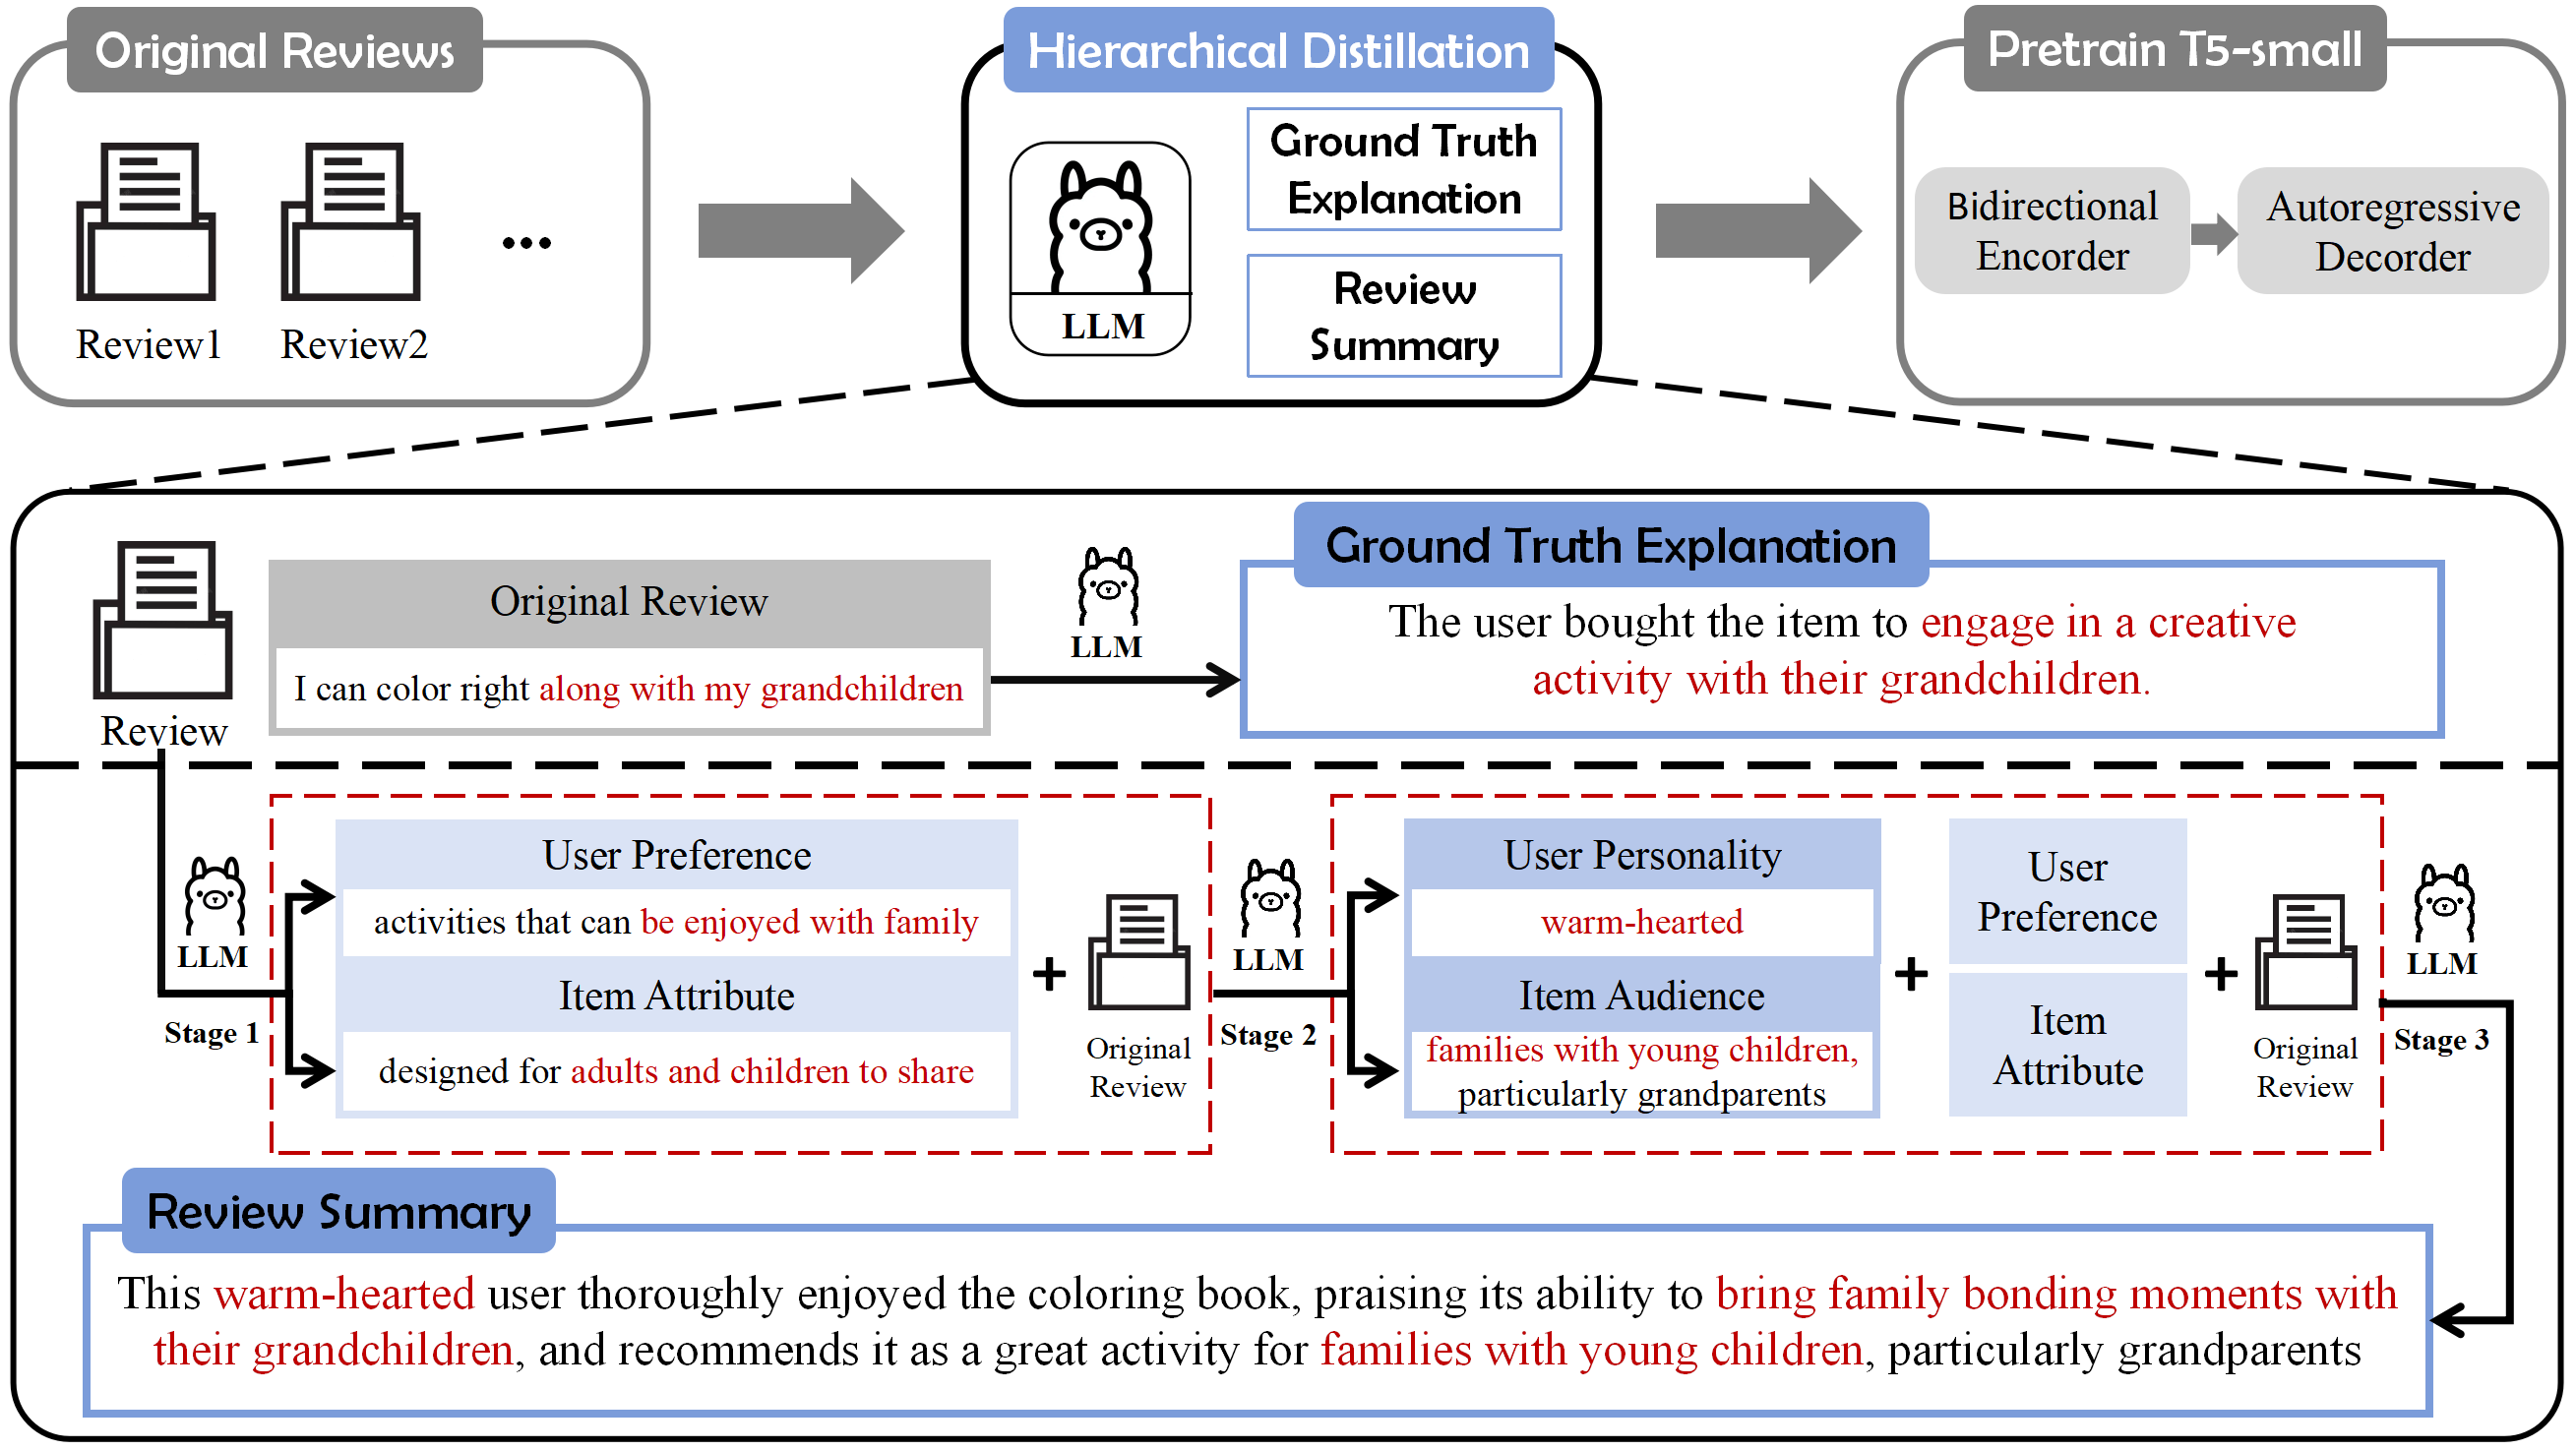 Original Reviews
Review1
Review2
...
Hierarchical Distillation
LLM
Ground Truth
Explanation
Review
Summary
Pretrain T5-small
Bidirectional
Encorder
Autoregressive
Decorder
Review
Original Review
I can color right along with my grandchildren
LLM
Ground Truth Explanation
The user bought the item to engage in a creative
activity with their grandchildren.
LLM
Stage 1
User Preference
activities that can be enjoyed with family
Item Attribute
designed for adults and children to share
+
Original
Review
LLM
Stage 2
User Personality
warm-hearted
Item Audience
families with young children,
particularly grandparents
+
User
Preference
Item
Attribute
+
Original
Review
LLM
Stage 3
Review Summary
This warm-hearted user thoroughly enjoyed the coloring book, praising its ability to bring family bonding moments with
their grandchildren, and recommends it as a great activity for families with young children, particularly grandparents